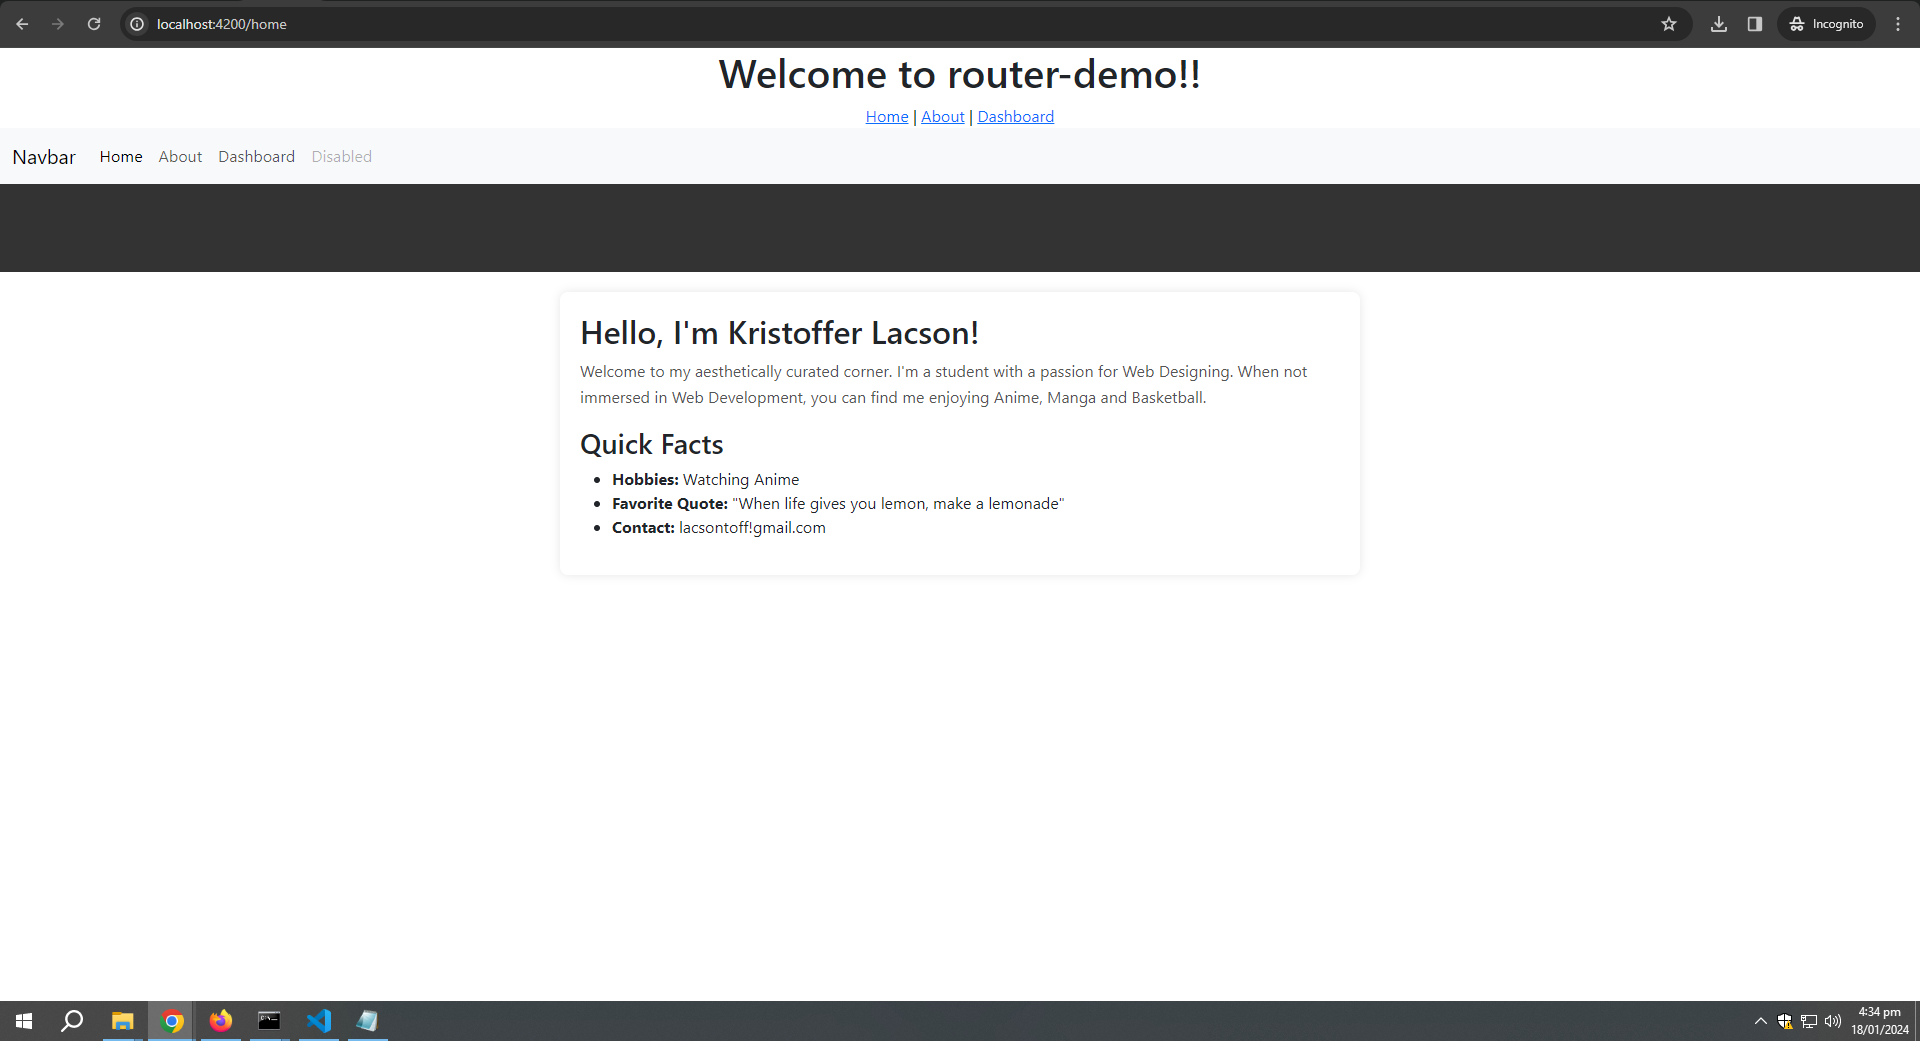 localhost:4200/home
Incognito
Welcome to router-demo!!
Home | About | Dashboard
Navbar Home About Dashboard Disabled
Hello, I'm Kristoffer Lacson!
Welcome to my aesthetically curated corner. I'm a student with a passion for Web Designing. When not
immersed in Web Development, you can find me enjoying Anime, Manga and Basketball.
Quick Facts
Hobbies: Watching Anime
Favorite Quote: "When life gives you lemon, make a lemonade"
Contact: lacsontoff!gmail.com
4:34 pm
18/01/2024